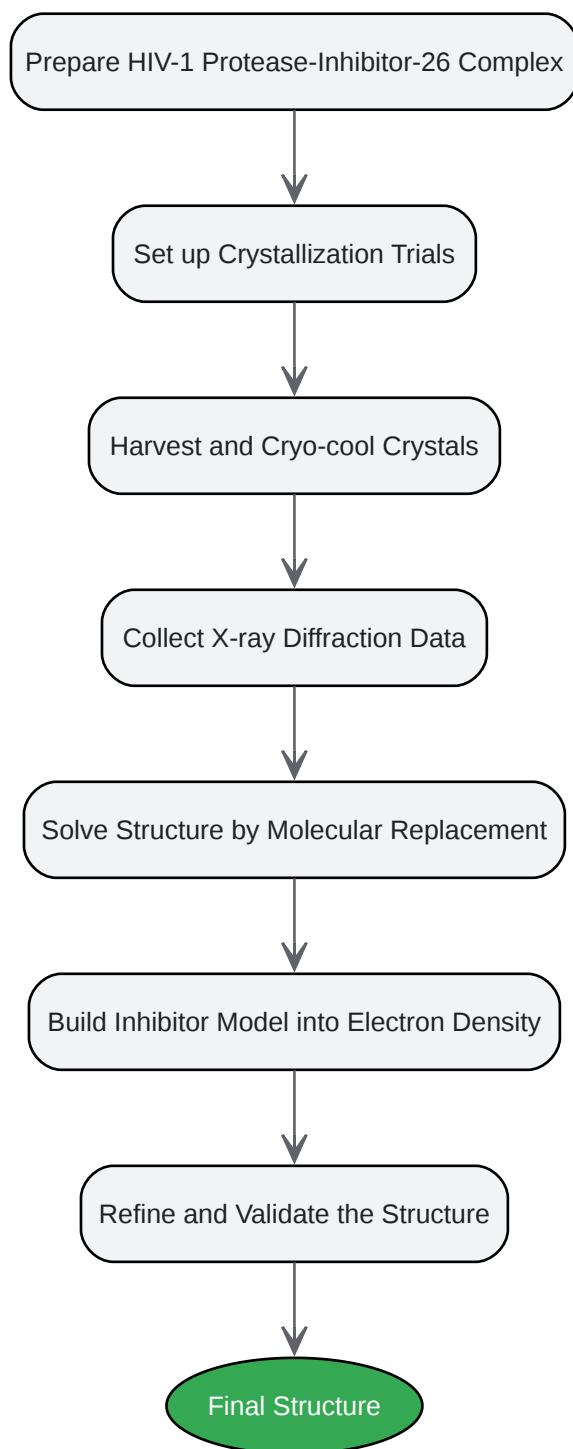 Prepare HIV-1 Protease-Inhibitor-26 Complex
Set up Crystallization Trials
Harvest and Cryo-cool Crystals
Collect X-ray Diffraction Data
Solve Structure by Molecular Replacement
Build Inhibitor Model into Electron Density
Refine and Validate the Structure
Final Structure